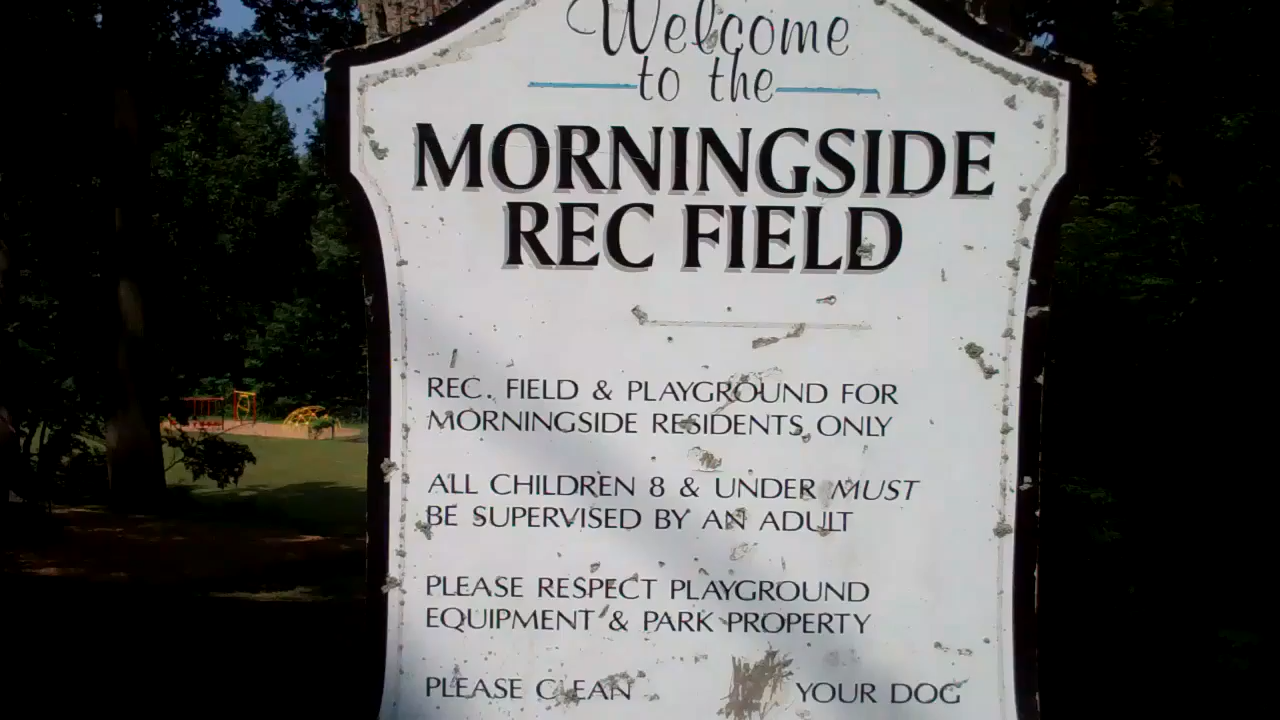 Welcome
to the
MORNINGSIDE
REC FIELD
REC. FIELD & PLAYGROUND FOR
MORNINGSIDE RESIDENTS ONLY
ALL CHILDREN 8 & UNDER MUST
BE SUPERVISED BY AN ADULT
PLEASE RESPECT PLAYGROUND
EQUIPMENT & PARK PROPERTY
PLEASE CLEAN YOUR DOG